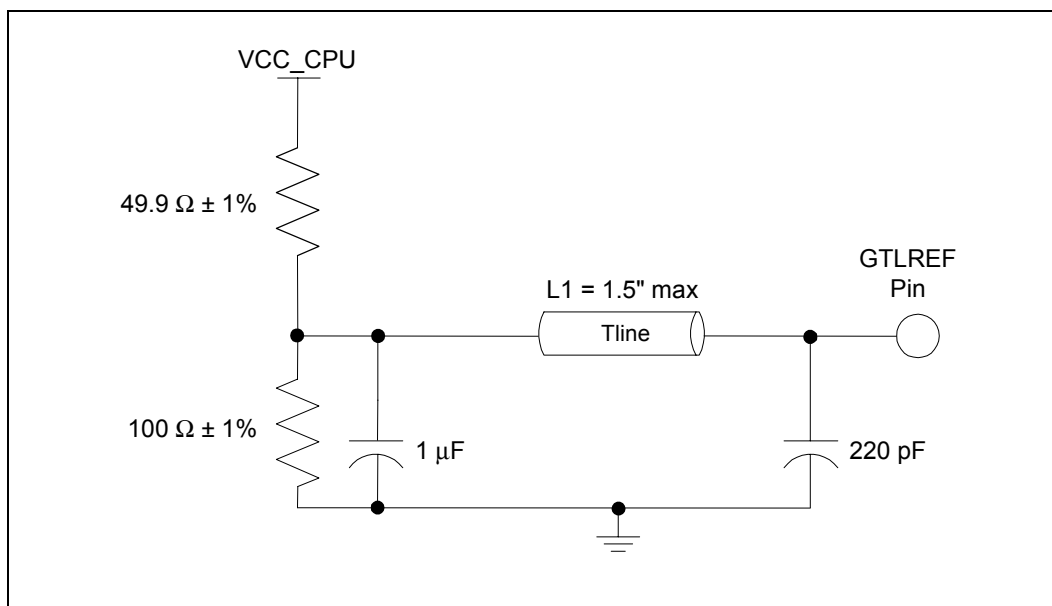 VCC_CPU
49.9 Ω ± 1%
GTLREF
Pin
L1 = 1.5" max
Tline
100 Ω ± 1%
1 μF
220 pF